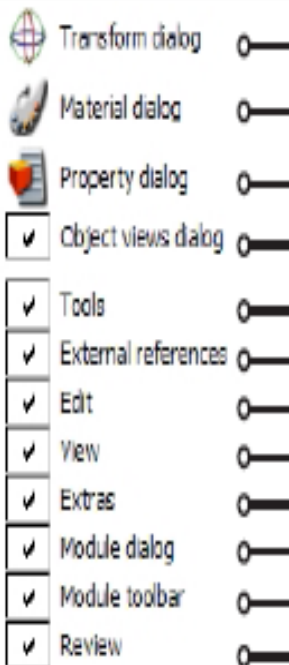 Transform dialog
Material dialog
Property dialog
Object views dialog
Tools
External references
Edit
View
Extras
Module dialog
Module toolbar
Review